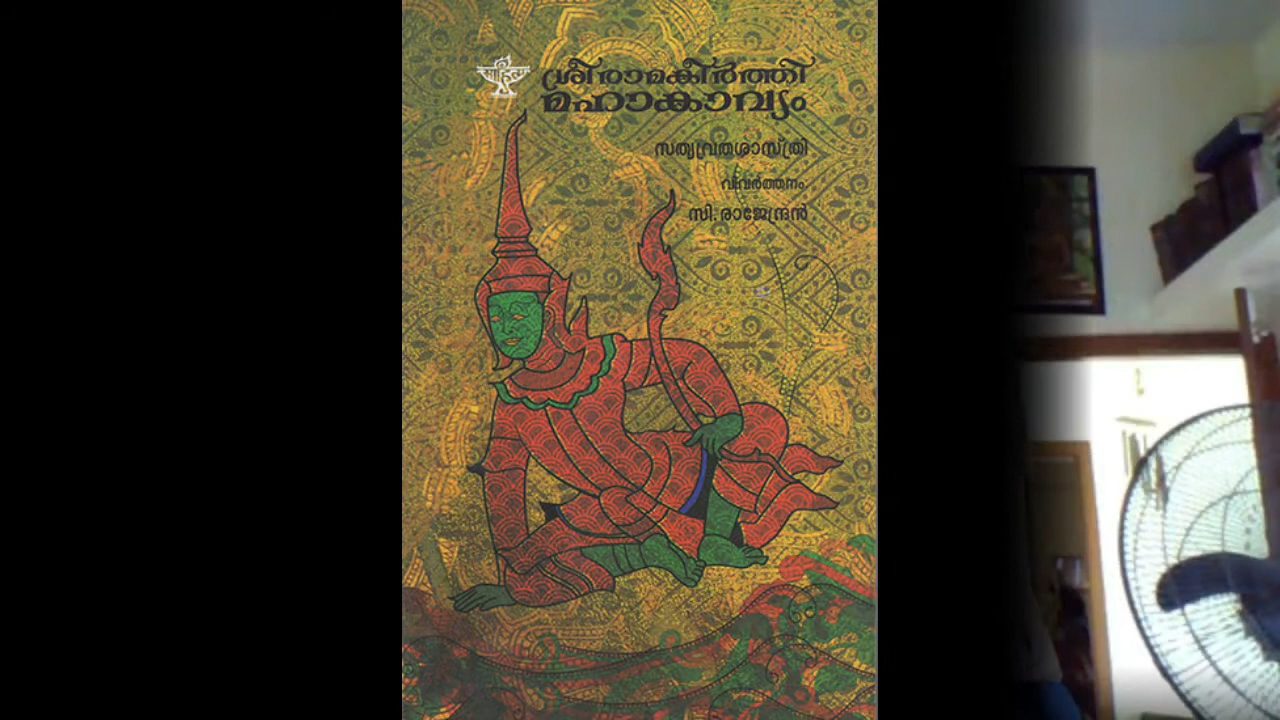 ശ്രീരാമകീർത്തി
മഹാകാവ്യം
സത്യവ്രതശാസ്ത്രി
വിവർത്തനം
സി. രാജേന്ദ്രൻ